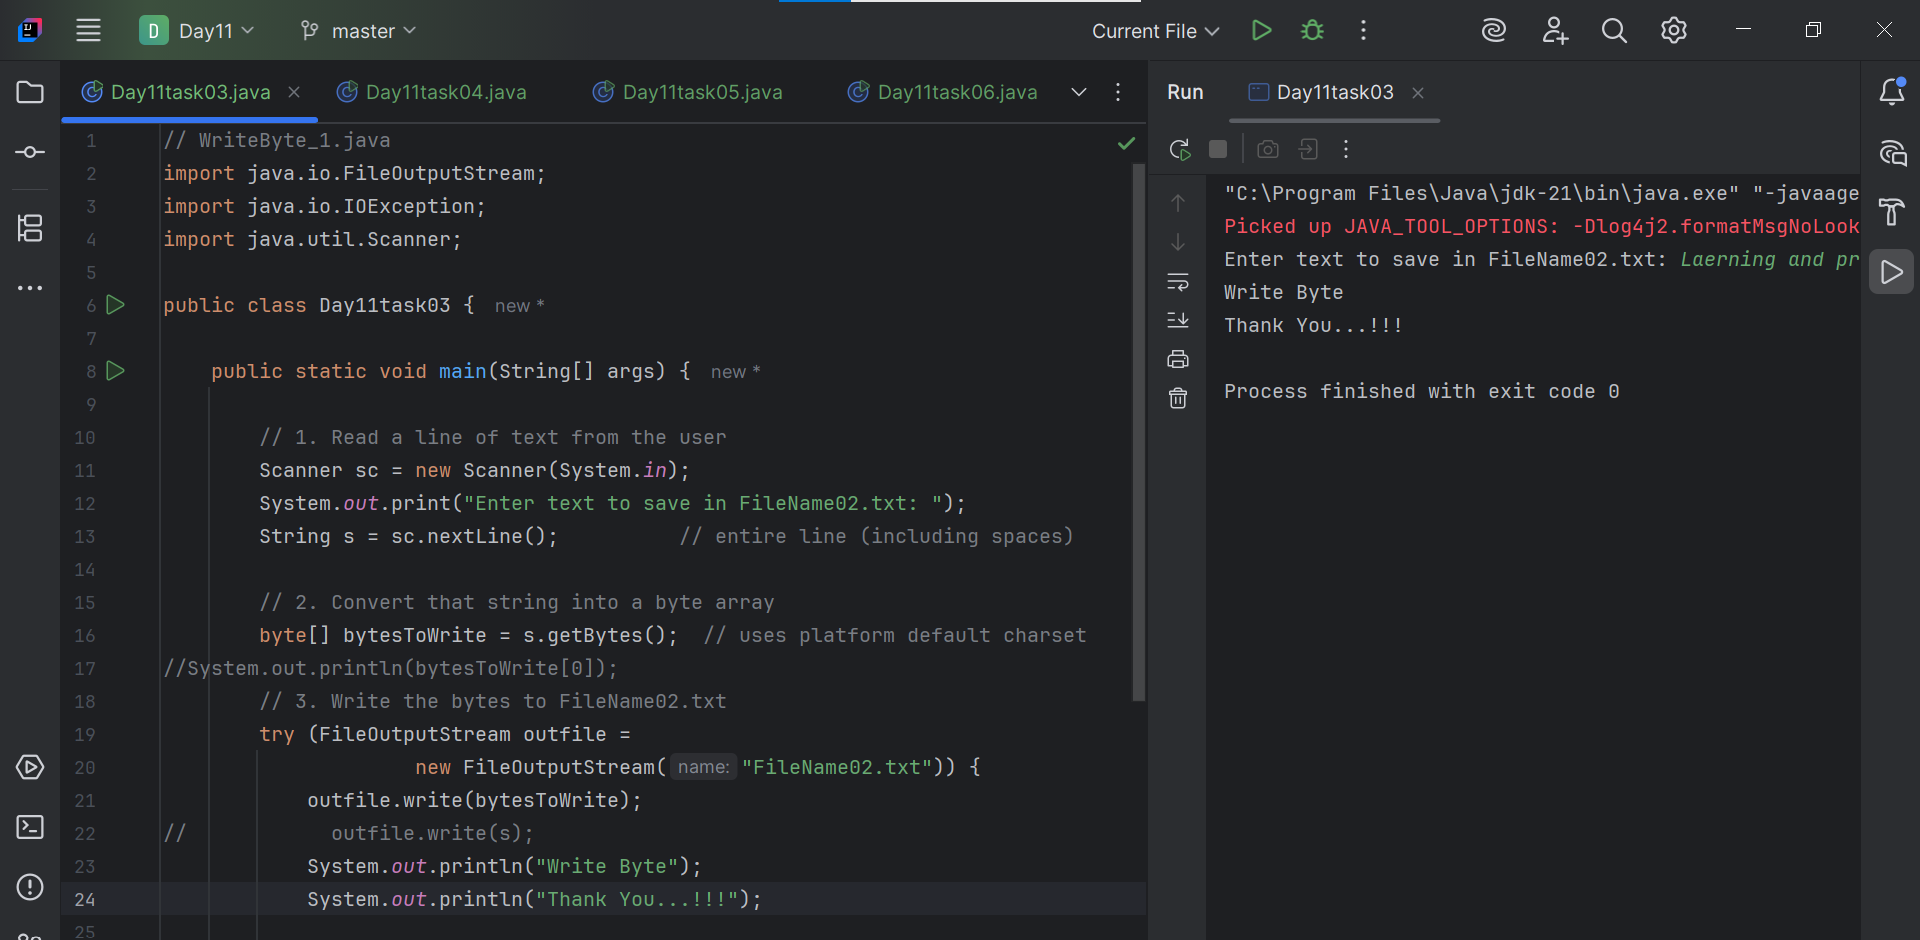 D Day11 master Current File
Day11task03.java Day11task04.java Day11task05.java Day11task06.java
1 // WriteByte_1.java
2 import java.io.FileOutputStream;
3 import java.io.IOException;
4 import java.util.Scanner;
5
6 public class Day11task03 { new *
7
8 public static void main(String[] args) { new *
9
10 // 1. Read a line of text from the user
11 Scanner sc = new Scanner(System.in);
12 System.out.print("Enter text to save in FileName02.txt: ");
13 String s = sc.nextLine(); // entire line (including spaces)
14
15 // 2. Convert that string into a byte array
16 byte[] bytesToWrite = s.getBytes(); // uses platform default charset
17 //System.out.println(bytesToWrite[0]);
18 // 3. Write the bytes to FileName02.txt
19 try (FileOutputStream outfile =
20 new FileOutputStream( name: "FileName02.txt")) {
21 outfile.write(bytesToWrite);
22 // outfile.write(s);
23 System.out.println("Write Byte");
24 System.out.println("Thank You...!!!");
25
Run Day11task03
"C:\Program Files\Java\jdk-21\bin\java.exe" "-javaage
Picked up JAVA_TOOL_OPTIONS: -Dlog4j2.formatMsgNoLook
Enter text to save in FileName02.txt: Laerning and pr
Write Byte
Thank You...!!!
Process finished with exit code 0